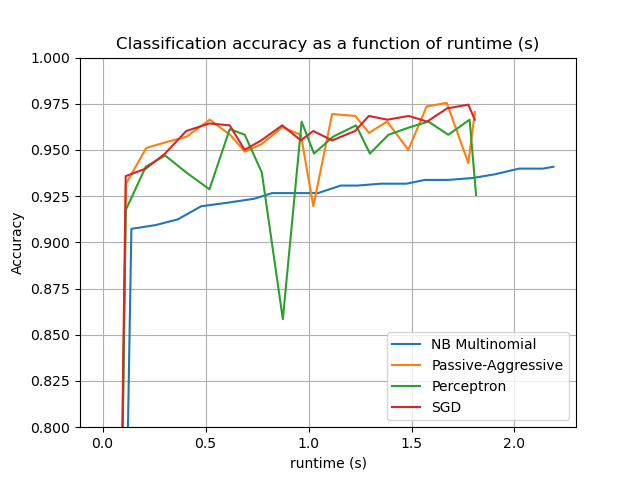 Classification accuracy as a function of runtime (s)
1.000
0.975
0.950
0.925
0.900
0.875
0.850
0.825
0.800
Accuracy
NB Multinomial
Passive-Aggressive
Perceptron
SGD
0.0 0.5 1.0 1.5 2.0
runtime (s)